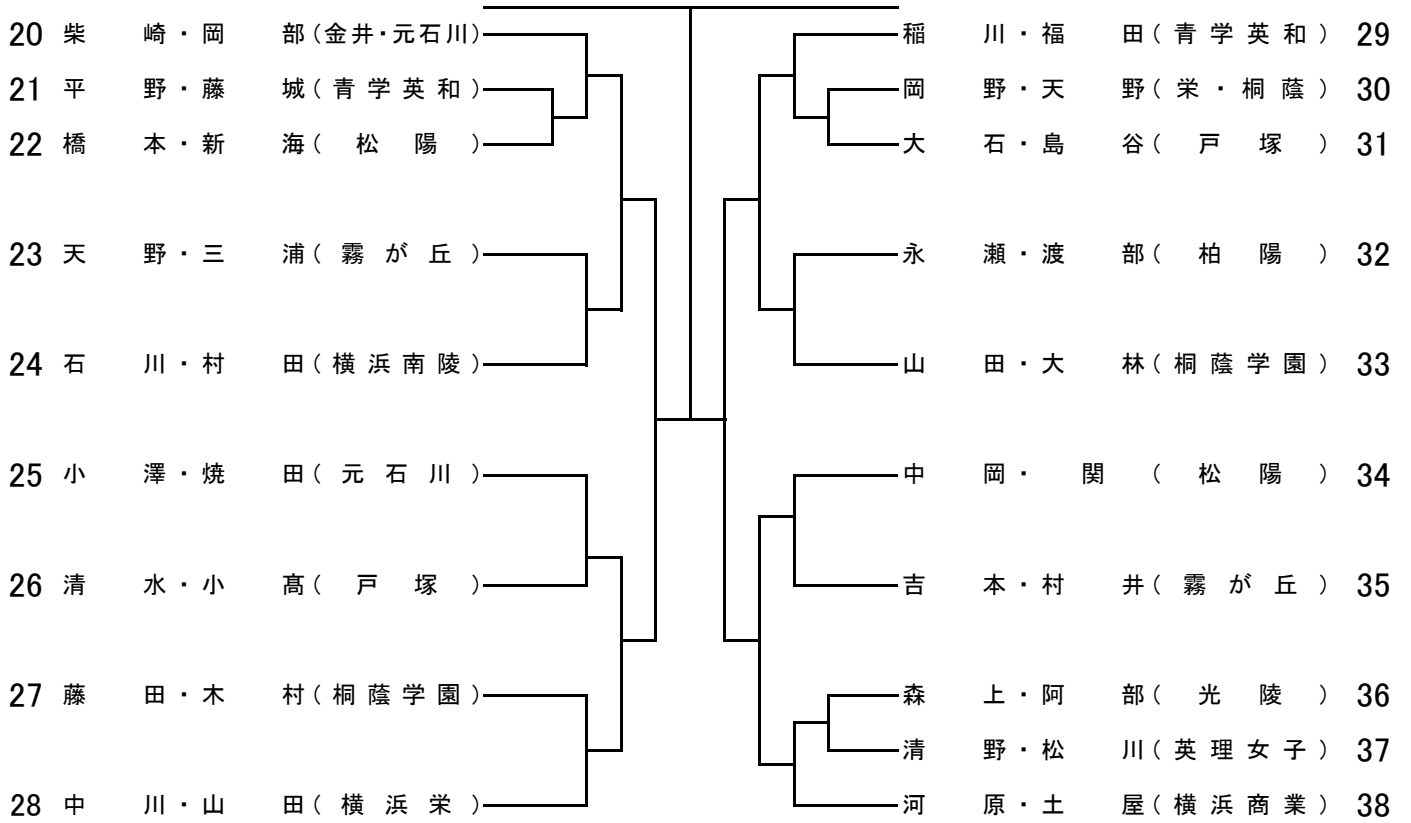 20 柴崎・岡部(金井・元石川)
21 平野・藤城(青学英和)
22 橋本・新海(松陽)
23 天野・三浦(霧が丘)
24 石川・村田(横浜南陵)
25 小澤・焼田(元石川)
26 清水・小髙(戸塚)
27 藤田・木村(桐蔭学園)
28 中川・山田(横浜栄)
稲川・福田(青学英和) 29
岡野・天野(栄・桐蔭) 30
大石・島谷(戸塚) 31
永瀬・渡部(柏陽) 32
山田・大林(桐蔭学園) 33
中岡・関(松陽) 34
吉本・村井(霧が丘) 35
森上・阿部(光陵) 36
清野・松川(英理女子) 37
河原・土屋(横浜商業) 38